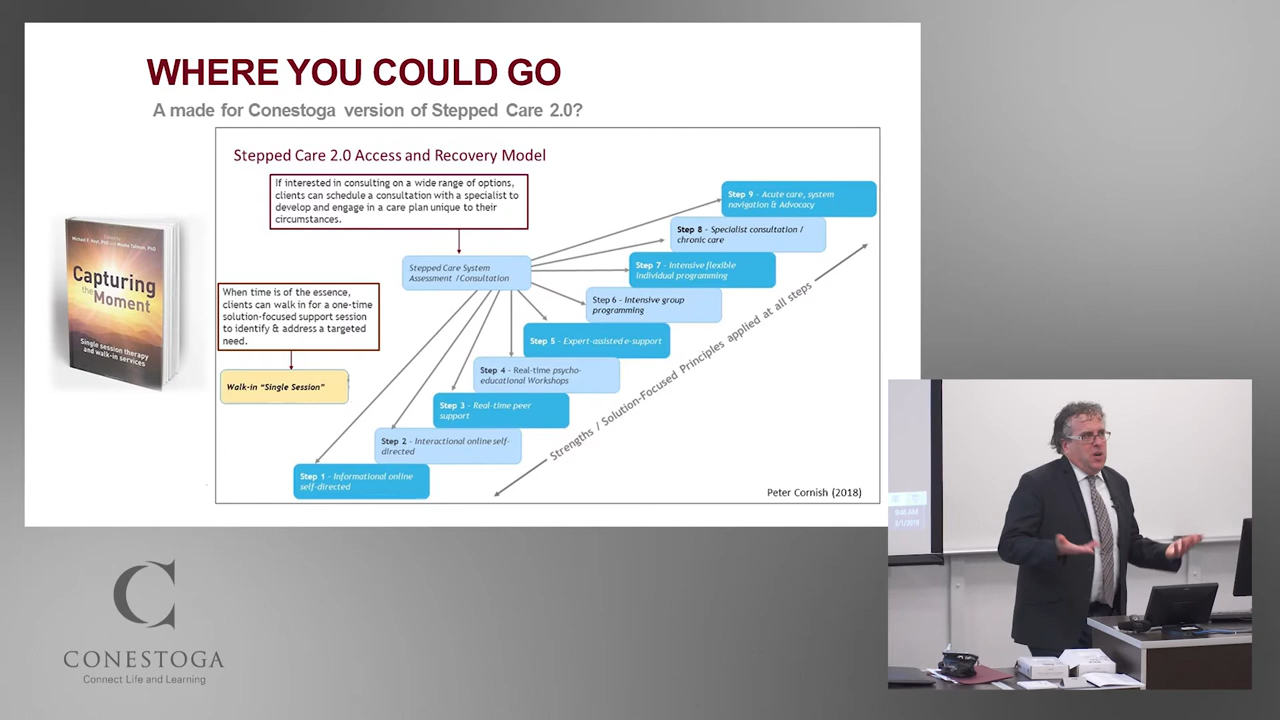 WHERE YOU COULD GO
A made for Conestoga version of Stepped Care 2.0?
Stepped Care 2.0 Access and Recovery Model
If interested in consulting on a wide range of options,
clients can schedule a consultation with a specialist to
develop and engage in a care plan unique to their
circumstances.
Step 9 - Acute care, system
navigation & Advocacy
Step 8 - Specialist consultation /
chronic care
Stepped Care System
Assessment /Consultation
Step 7 - Intensive flexible
individual programming
When time is of the essence,
clients can walk in for a one-time
solution-focused support session
to identify & address a targeted
need.
Step 6 - Intensive group
programming
Step 5 - Expert-assisted e-support
Step 4 - Real-time psycho-
educational Workshops
Walk-in "Single Session"
Step 3 - Real-time peer
support
Step 2 - Interactional online self-
directed
Step 1 - Informational online
self-directed
Strengths / Solution-Focused Principles applied at all steps
Peter Cornish (2018)
Michael F. Hoyt, PhD and Moshe Talmon, PhD
Capturing
the Moment
Single session therapy
and walk-in services
CONESTOGA
Connect Life and Learning